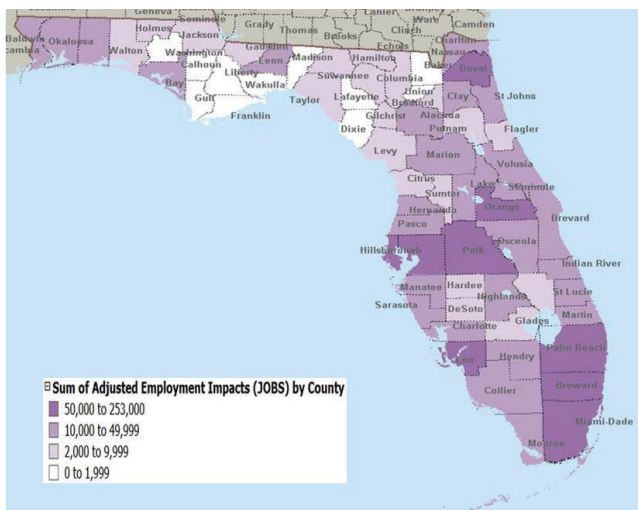 Geneva
Seminole
Grady
Thomas
Brooks
Lanier
Ware
Clinch
Echols
Camden
Charlton
Nassau
Baker
Duval
Okaloosa
Walton
Holmes
Jackson
Washington
Calhoun
Bay
Gulf
Gadsden
Leon
Liberty
Wakulla
Franklin
Madison
Taylor
Hamilton
Suwannee
Columbia
Lafayette
Union
Bradford
Clay
St Johns
Gilchrist
Alachua
Putnam
Dixie
Flagler
Levy
Marion
Volusia
Citrus
Lake
Seminole
Sumter
Orange
Hernando
Brevard
Pasco
Osceola
Hillsborough
Polk
Indian River
Manatee
Hardee
Highlands
St Lucie
Sarasota
DeSoto
Martin
Glades
Charlotte
Palm Beach
Lee
Hendry
Collier
Broward
Miami-Dade
Monroe
Sum of Adjusted Employment Impacts (JOBS) by County
50,000 to 253,000
10,000 to 49,999
2,000 to 9,999
0 to 1,999